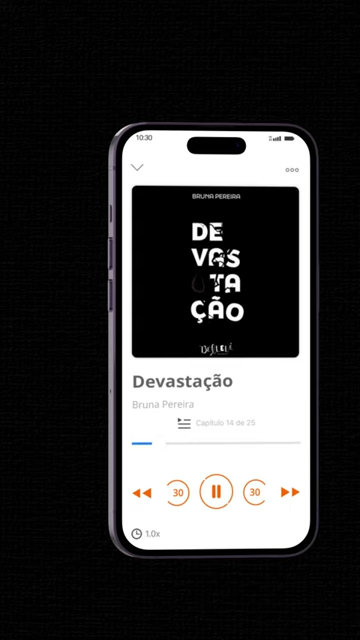 10:30
BRUNA PEREIRA
DE
VAS
TA
ÇÃO
Devastação
Bruna Pereira
Capítulo 14 de 25
30
30
1.0x